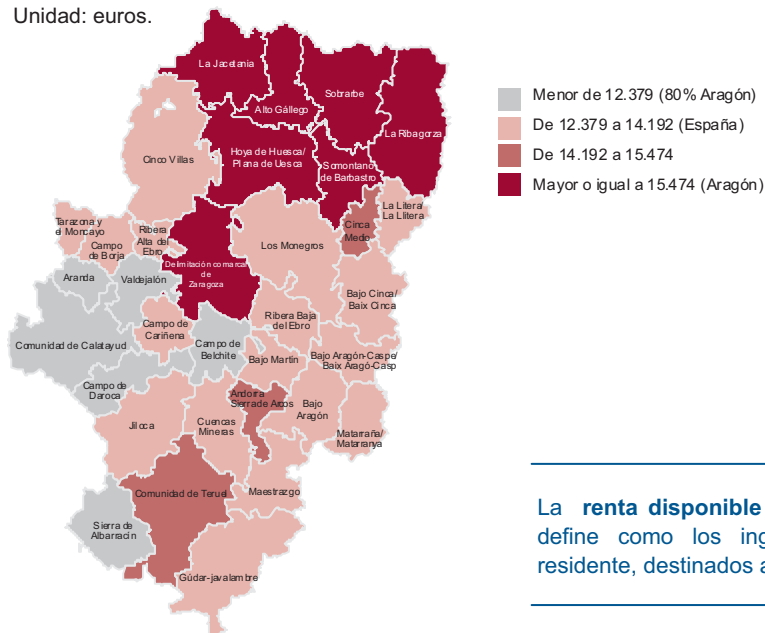 Unidad: euros.
La Jacetania
Alto Gállego
Sobrarbe
La Ribagorza
Hoya de Huesca/
Plana de Uesca
Somontano
de Barbastro
Cinco Villas
La Litera/
La Llitera
Cinca
Medio
Tarazona y
el Moncayo
Campo
de Borja
Ribera
Alta del
Ebro
Los Monegros
Delimitación comarcal
de
Zaragoza
Aranda
Valdejalón
Bajo Cinca/
Baix Cinca
Campo de
Cariñena
Ribera Baja
del Ebro
Comunidad de Calatayud
Campo de
Belchite
Bajo Martín
Bajo Aragón-Caspe/
Baix Aragó-Casp
Campo de
Daroca
Andorra
Sierra de Arcos
Bajo
Aragón
Jiloca
Cuencas
Mineras
Matarraña/
Matarranya
Comunidad de Teruel
Maestrazgo
Sierra de
Albarracín
Gúdar-javalambre
Menor de 12.379 (80% Aragón)
De 12.379 a 14.192 (España)
De 14.192 a 15.474
Mayor o igual a 15.474 (Aragón)
La renta disponible
define como los ing
residente, destinados a